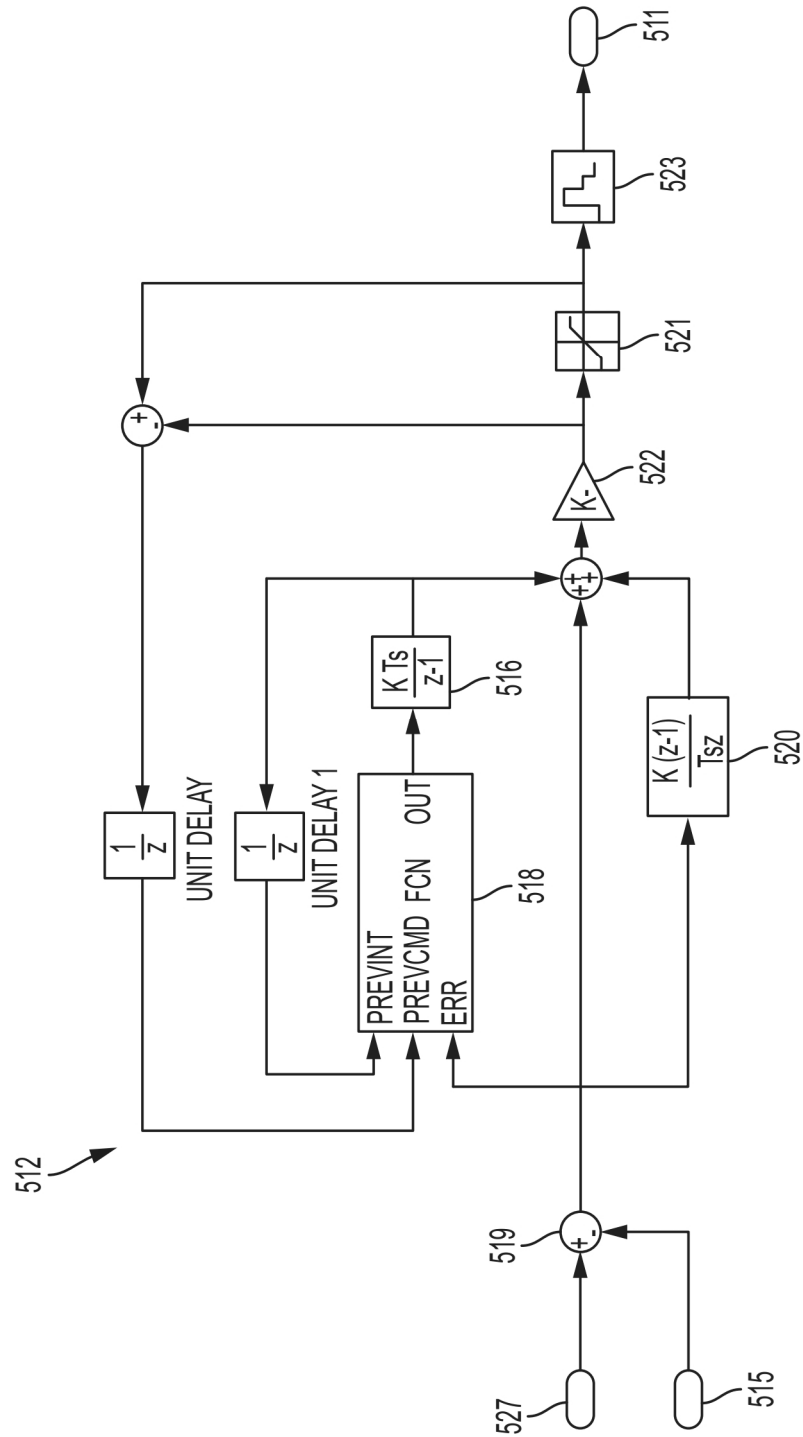 512
1
z
UNIT DELAY
1
z
UNIT DELAY 1
PREVINT
PREVCMD FCN OUT
ERR
518
K Ts
z-1
516
+
-
527
+
-
519
515
+
+
+
K-
522
521
523
511
K (z-1)
Tsz
520